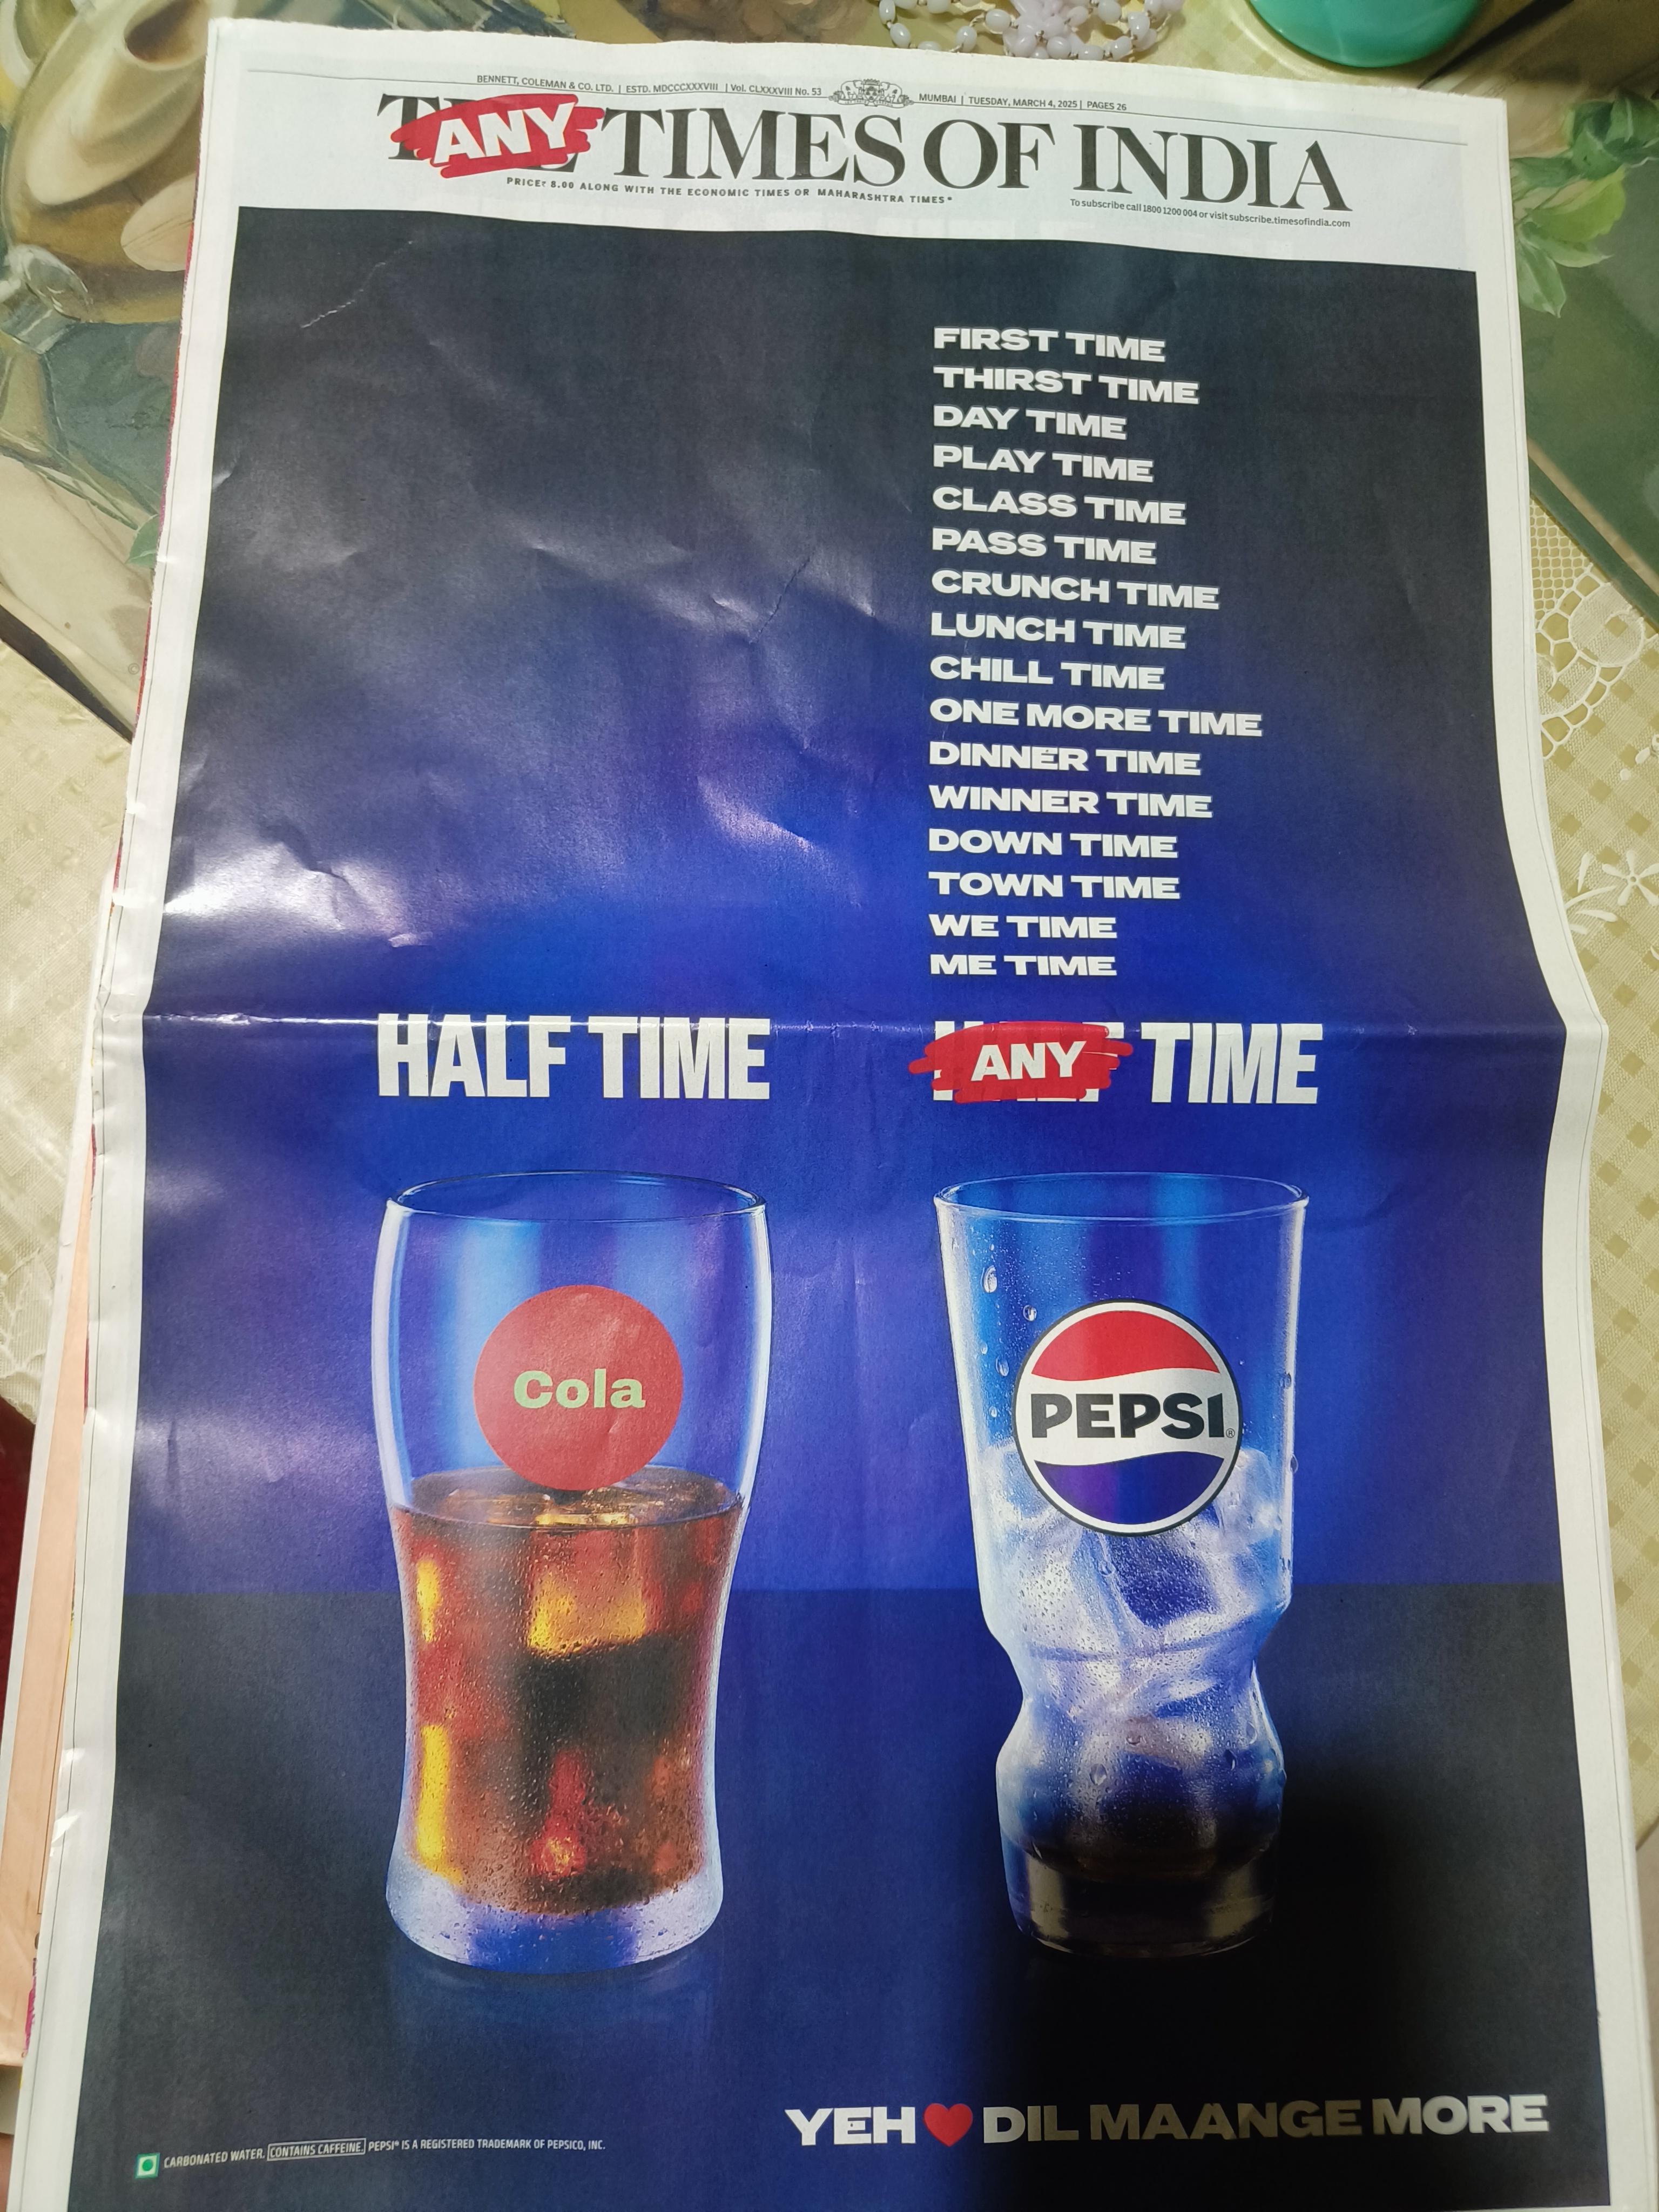 BENNETT, COLEMAN & CO. LTD. | ESTD. MDCCCXXXVIII | Vol. CLXXXVIII No. 53
MUMBAI | TUESDAY, MARCH 4, 2025 | PAGES 26
ANY TIMES OF INDIA
PRICE ₹ 8.00 ALONG WITH THE ECONOMIC TIMES OR MAHARASHTRA TIMES*
To subscribe call 1800 1200 004 or visit subscribe.timesofindia.com
FIRST TIME
THIRST TIME
DAY TIME
PLAY TIME
CLASS TIME
PASS TIME
CRUNCH TIME
LUNCH TIME
CHILL TIME
ONE MORE TIME
DINNER TIME
WINNER TIME
DOWN TIME
TOWN TIME
WE TIME
ME TIME
HALF TIME
ANY TIME
Cola
PEPSI®
YEH ❤ DIL MAANGE MORE
CARBONATED WATER. CONTAINS CAFFEINE. PEPSI® IS A REGISTERED TRADEMARK OF PEPSICO, INC.